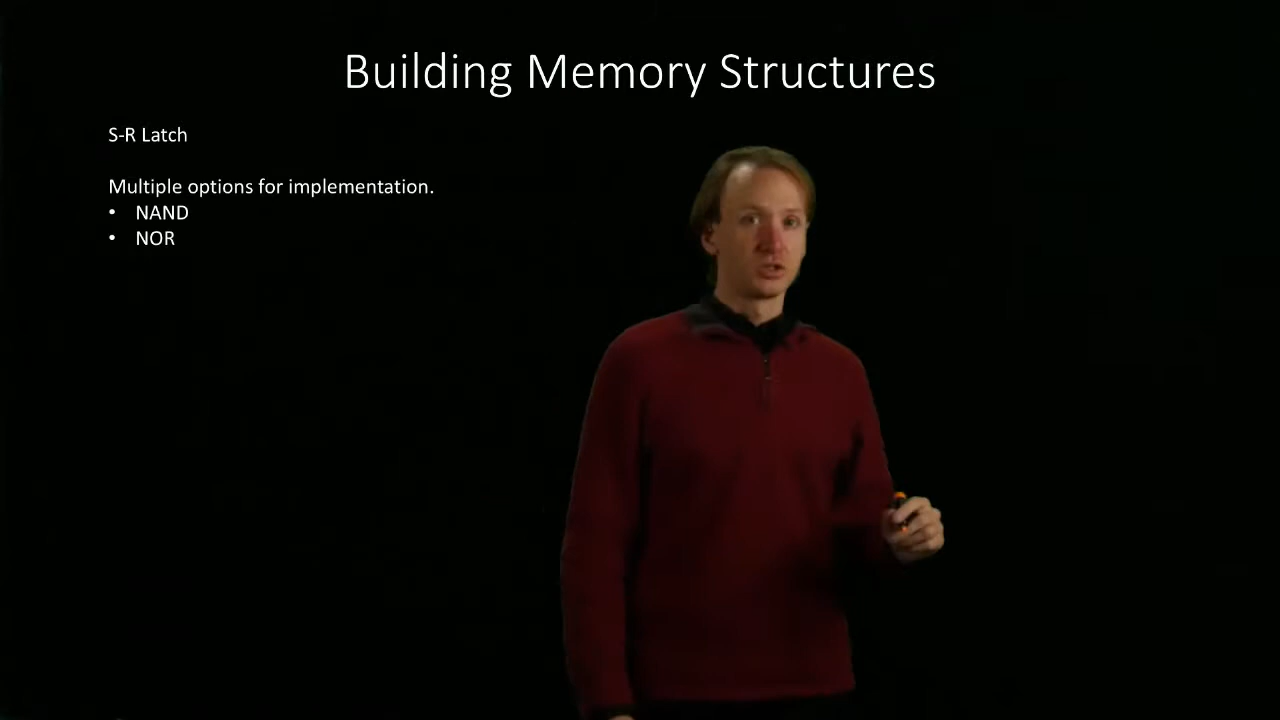 Building Memory Structures
S-R Latch
Multiple options for implementation.
• NAND
• NOR